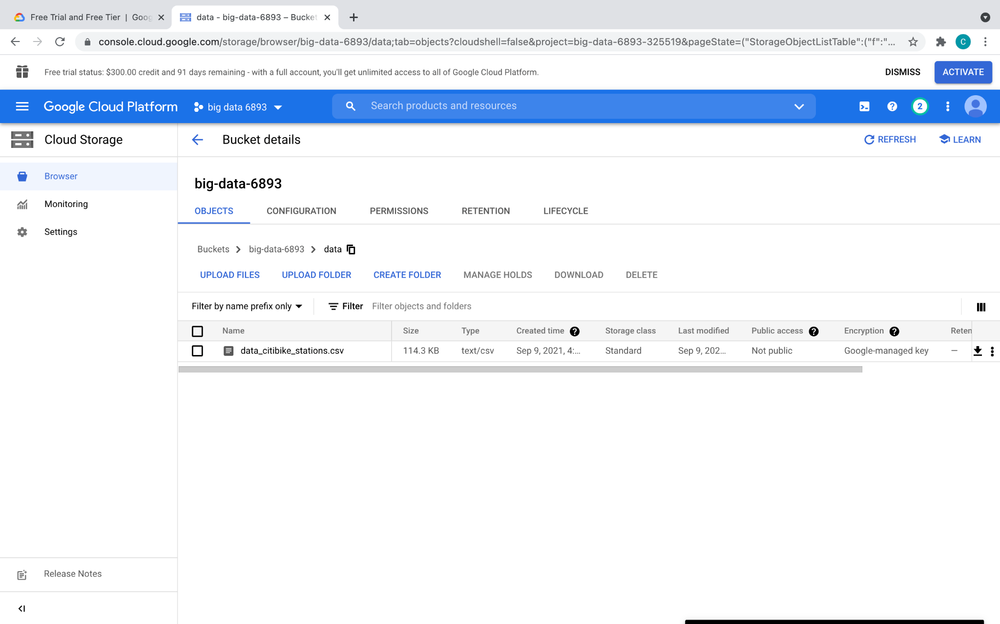 Free Trial and Free Tier | Goog
data - big-data-6893 – Bucket
console.cloud.google.com/storage/browser/big-data-6893/data;tab=objects?cloudshell=false&project=big-data-6893-325519&pageState=("StorageObjectListTable":("f":"...
C
Free trial status: $300.00 credit and 91 days remaining - with a full account, you'll get unlimited access to all of Google Cloud Platform.
DISMISS
ACTIVATE
Google Cloud Platform
big data 6893
Search products and resources
2
Cloud Storage
Bucket details
REFRESH
LEARN
Browser
Monitoring
Settings
big-data-6893
OBJECTS
CONFIGURATION
PERMISSIONS
RETENTION
LIFECYCLE
Buckets > big-data-6893 > data
UPLOAD FILES
UPLOAD FOLDER
CREATE FOLDER
MANAGE HOLDS
DOWNLOAD
DELETE
Filter by name prefix only
Filter
Filter objects and folders
Name Size Type Created time Storage class Last modified Public access Encryption Reten
data_citibike_stations.csv 114.3 KB text/csv Sep 9, 2021, 4:... Standard Sep 9, 202... Not public Google-managed key —
Release Notes